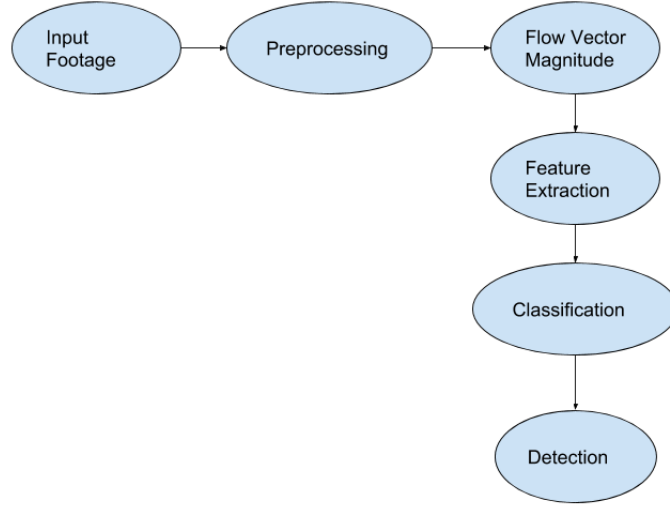 Input
Footage
Preprocessing
Flow Vector
Magnitude
Feature
Extraction
Classification
Detection